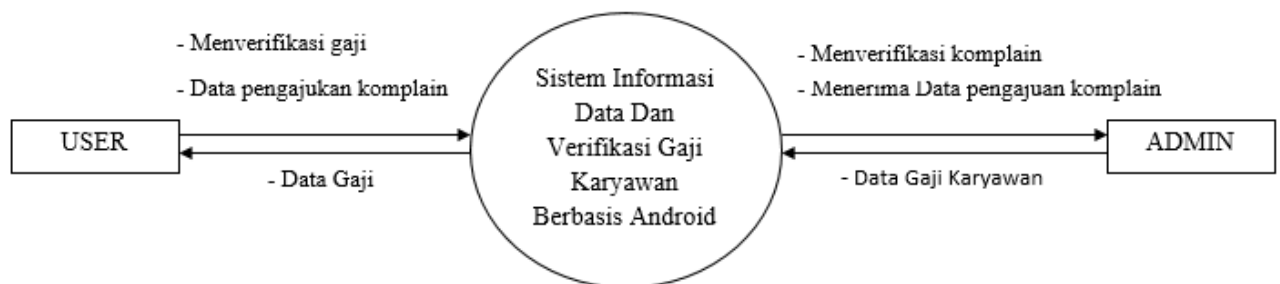 - Menverifikasi gaji
- Data pengajukan komplain
USER
- Data Gaji
Sistem Informasi
Data Dan
Verifikasi Gaji
Karyawan
Berbasis Android
- Menverifikasi komplain
- Menerima Data pengajuan komplain
ADMIN
- Data Gaji Karyawan